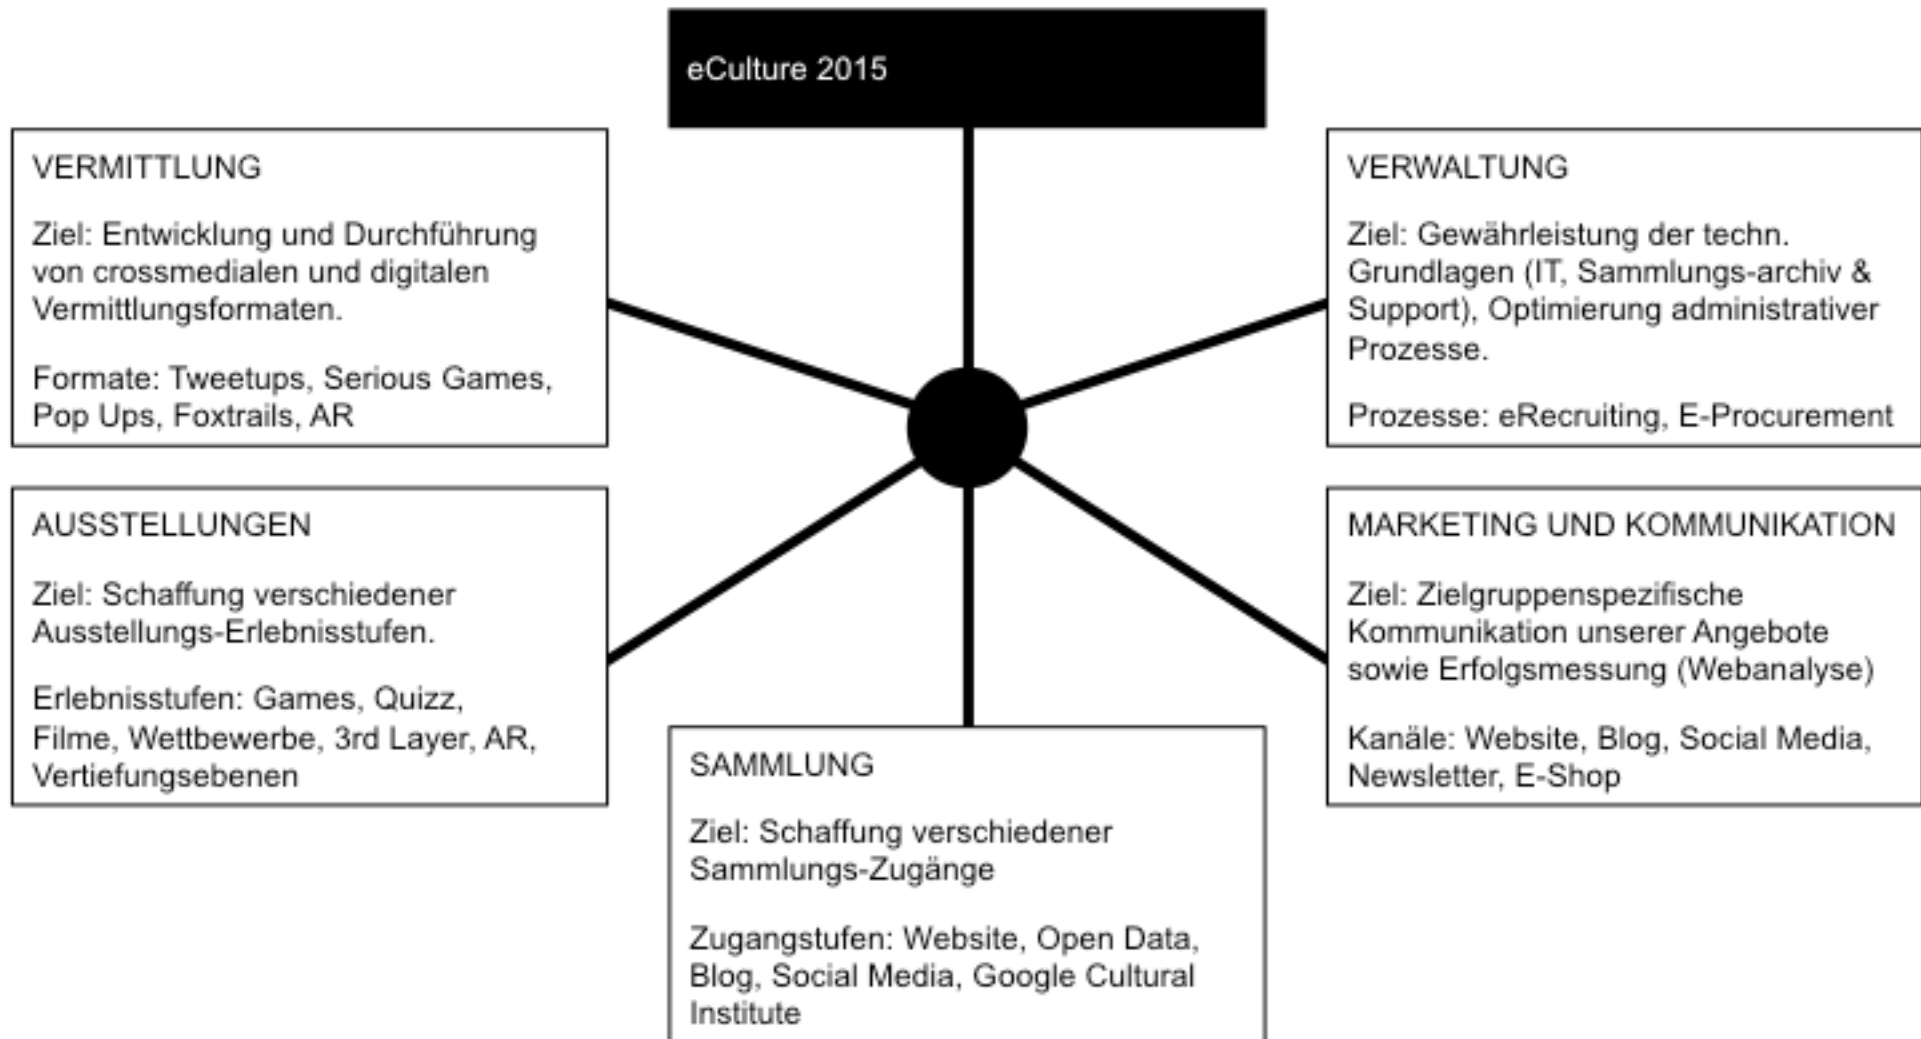 eCulture 2015
VERMITTLUNG
Ziel: Entwicklung und Durchführung
von crossmedialen und digitalen
Vermittlungsformaten.
Formate: Tweetups, Serious Games,
Pop Ups, Foxtrails, AR
VERWALTUNG
Ziel: Gewährleistung der techn.
Grundlagen (IT, Sammlungs-archiv &
Support), Optimierung administrativer
Prozesse.
Prozesse: eRecruiting, E-Procurement
AUSSTELLUNGEN
Ziel: Schaffung verschiedener
Ausstellungs-Erlebnisstufen.
Erlebnisstufen: Games, Quizz,
Filme, Wettbewerbe, 3rd Layer, AR,
Vertiefungsebenen
MARKETING UND KOMMUNIKATION
Ziel: Zielgruppenspezifische
Kommunikation unserer Angebote
sowie Erfolgsmessung (Webanalyse)
Kanäle: Website, Blog, Social Media,
Newsletter, E-Shop
SAMMLUNG
Ziel: Schaffung verschiedener
Sammlungs-Zugänge
Zugangstufen: Website, Open Data,
Blog, Social Media, Google Cultural
Institute